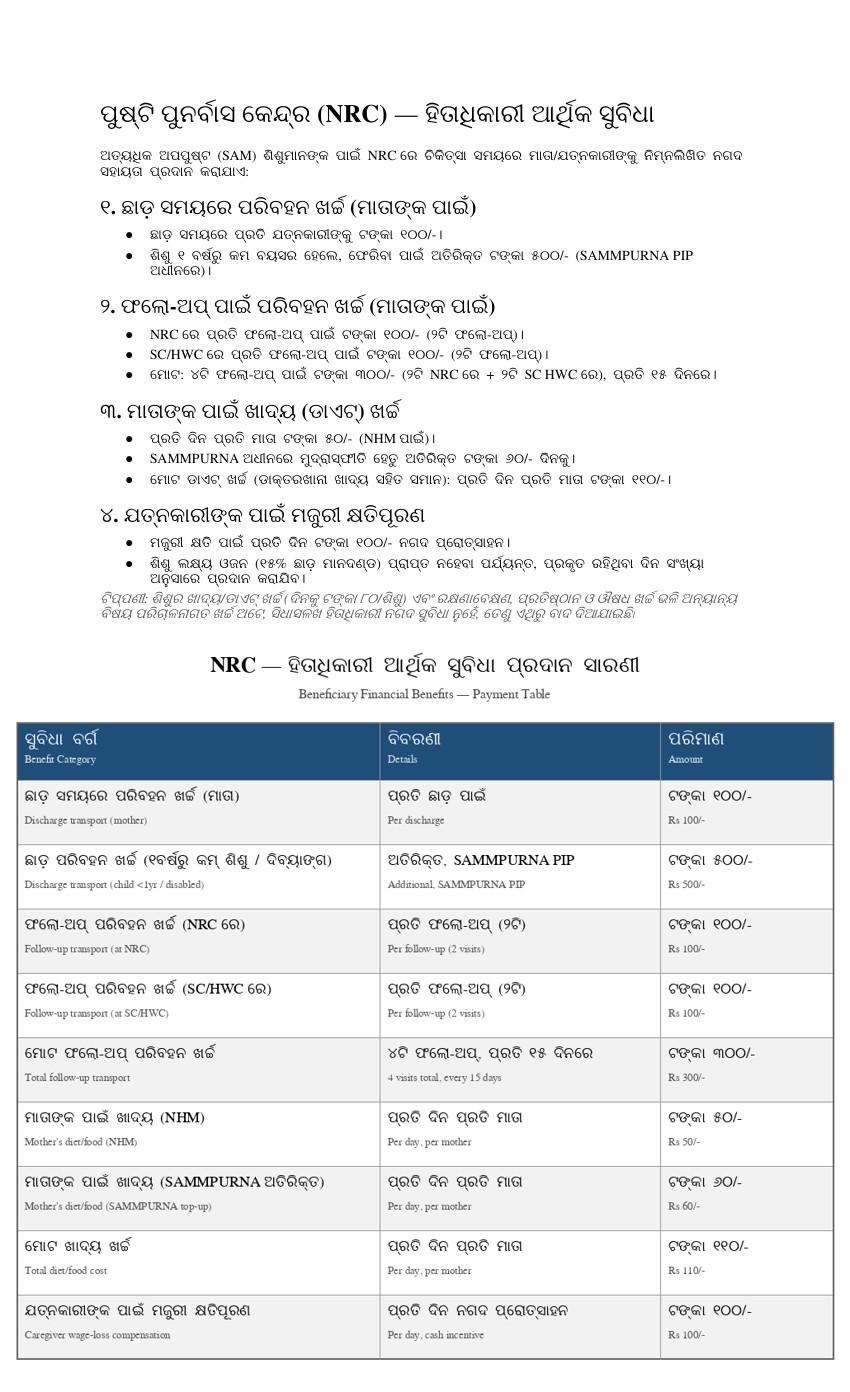 ପୁଷ୍ଟି ପୁନର୍ବାସ କେନ୍ଦ୍ର (NRC) — ହିତାଧିକାରୀ ଆର୍ଥିକ ସୁବିଧା
ଅତ୍ୟଧିକ ଅପପୁଷ୍ଟ (SAM) ଶିଶୁମାନଙ୍କ ପାଇଁ NRC ରେ ଚିକିତ୍ସା ସମୟରେ ମାତା/ଯତ୍ନକାରୀଙ୍କୁ ନିମ୍ନଲିଖିତ ନଗଦ
ସହାୟତା ପ୍ରଦାନ କରାଯାଏ:
୧. ଛାଡ଼ ସମୟରେ ପରିବହନ ଖର୍ଚ୍ଚ (ମାତାଙ୍କ ପାଇଁ)
● ଛାଡ଼ ସମୟରେ ପ୍ରତି ଯତ୍ନକାରୀଙ୍କୁ ଟଙ୍କା ୧୦୦/-।
● ଶିଶୁ ୧ ବର୍ଷରୁ କମ ବୟସର ହେଲେ, ଫେରିବା ପାଇଁ ଅତିରିକ୍ତ ଟଙ୍କା ୫୦୦/- (SAMMPURNA PIP
ଅଧୀନରେ)।
୨. ଫଲୋ-ଅପ୍ ପାଇଁ ପରିବହନ ଖର୍ଚ୍ଚ (ମାତାଙ୍କ ପାଇଁ)
● NRC ରେ ପ୍ରତି ଫଲୋ-ଅପ୍ ପାଇଁ ଟଙ୍କା ୧୦୦/- (୨ଟି ଫଲୋ-ଅପ୍)।
● SC/HWC ରେ ପ୍ରତି ଫଲୋ-ଅପ୍ ପାଇଁ ଟଙ୍କା ୧୦୦/- (୨ଟି ଫଲୋ-ଅପ୍)।
● ମୋଟ: ୪ଟି ଫଲୋ-ଅପ୍ ପାଇଁ ଟଙ୍କା ୩୦୦/- (୨ଟି NRC ରେ + ୨ଟି SC HWC ରେ), ପ୍ରତି ୧୫ ଦିନରେ।
୩. ମାତାଙ୍କ ପାଇଁ ଖାଦ୍ୟ (ଡାଏଟ୍) ଖର୍ଚ୍ଚ
● ପ୍ରତି ଦିନ ପ୍ରତି ମାତା ଟଙ୍କା ୫୦/- (NHM ପାଇଁ)।
● SAMMPURNA ଅଧୀନରେ ମୁଦ୍ରାସ୍ଫୀତି ହେତୁ ଅତିରିକ୍ତ ଟଙ୍କା ୬୦/- ଦିନକୁ।
● ମୋଟ ଡାଏଟ୍ ଖର୍ଚ୍ଚ (ଡାକ୍ତରଖାନା ଖାଦ୍ୟ ସହିତ ସମାନ): ପ୍ରତି ଦିନ ପ୍ରତି ମାତା ଟଙ୍କା ୧୧୦/-।
୪. ଯତ୍ନକାରୀଙ୍କ ପାଇଁ ମଜୁରୀ କ୍ଷତିପୂରଣ
● ମଜୁରୀ କ୍ଷତି ପାଇଁ ପ୍ରତି ଦିନ ଟଙ୍କା ୧୦୦/- ନଗଦ ପ୍ରୋତ୍ସାହନ।
● ଶିଶୁ ଲକ୍ଷ୍ୟ ଓଜନ (୧୫% ଛାଡ଼ ମାନଦଣ୍ଡ) ପ୍ରାପ୍ତ ନହେବା ପର୍ଯ୍ୟନ୍ତ, ପ୍ରକୃତ ରହିଥିବା ଦିନ ସଂଖ୍ୟା
ଅନୁସାରେ ପ୍ରଦାନ କରାଯିବ।
ଟିପ୍ପଣୀ: ଶିଶୁର ଖାଦ୍ୟ/ଡାଏଟ୍ ଖର୍ଚ୍ଚ (ଦିନକୁ ଟଙ୍କା ୮୦/ଶିଶୁ) ଏବଂ ରକ୍ଷଣାବେକ୍ଷଣ, ପ୍ରତିଷ୍ଠାନ ଓ ଔଷଧ ଖର୍ଚ୍ଚ ଭଳି ଅନ୍ୟାନ୍ୟ
ବିଷୟ ପରିଚାଳନାଗତ ଖର୍ଚ୍ଚ ଅଟେ, ସିଧାସଳଖ ହିତାଧିକାରୀ ନଗଦ ସୁବିଧା ନୁହେଁ, ତେଣୁ ଏଥିରୁ ବାଦ ଦିଆଯାଇଛି।
NRC — ହିତାଧିକାରୀ ଆର୍ଥିକ ସୁବିଧା ପ୍ରଦାନ ସାରଣୀ
Beneficiary Financial Benefits — Payment Table
ସୁବିଧା ବର୍ଗ ବିବରଣୀ ପରିମାଣ
Benefit Category Details Amount
ଛାଡ଼ ସମୟରେ ପରିବହନ ଖର୍ଚ୍ଚ (ମାତା) ପ୍ରତି ଛାଡ଼ ପାଇଁ ଟଙ୍କା ୧୦୦/-
Discharge transport (mother) Per discharge Rs 100/-
ଛାଡ଼ ପରିବହନ ଖର୍ଚ୍ଚ (୧ବର୍ଷରୁ କମ୍ ଶିଶୁ / ଦିବ୍ୟାଙ୍ଗ) ଅତିରିକ୍ତ, SAMMPURNA PIP ଟଙ୍କା ୫୦୦/-
Discharge transport (child <1yr / disabled) Additional, SAMMPURNA PIP Rs 500/-
ଫଲୋ-ଅପ୍ ପରିବହନ ଖର୍ଚ୍ଚ (NRC ରେ) ପ୍ରତି ଫଲୋ-ଅପ୍ (୨ଟି) ଟଙ୍କା ୧୦୦/-
Follow-up transport (at NRC) Per follow-up (2 visits) Rs 100/-
ଫଲୋ-ଅପ୍ ପରିବହନ ଖର୍ଚ୍ଚ (SC/HWC ରେ) ପ୍ରତି ଫଲୋ-ଅପ୍ (୨ଟି) ଟଙ୍କା ୧୦୦/-
Follow-up transport (at SC/HWC) Per follow-up (2 visits) Rs 100/-
ମୋଟ ଫଲୋ-ଅପ୍ ପରିବହନ ଖର୍ଚ୍ଚ ୪ଟି ଫଲୋ-ଅପ୍, ପ୍ରତି ୧୫ ଦିନରେ ଟଙ୍କା ୩୦୦/-
Total follow-up transport 4 visits total, every 15 days Rs 300/-
ମାତାଙ୍କ ପାଇଁ ଖାଦ୍ୟ (NHM) ପ୍ରତି ଦିନ ପ୍ରତି ମାତା ଟଙ୍କା ୫୦/-
Mother's diet/food (NHM) Per day, per mother Rs 50/-
ମାତାଙ୍କ ପାଇଁ ଖାଦ୍ୟ (SAMMPURNA ଅତିରିକ୍ତ) ପ୍ରତି ଦିନ ପ୍ରତି ମାତା ଟଙ୍କା ୬୦/-
Mother's diet/food (SAMMPURNA top-up) Per day, per mother Rs 60/-
ମୋଟ ଖାଦ୍ୟ ଖର୍ଚ୍ଚ ପ୍ରତି ଦିନ ପ୍ରତି ମାତା ଟଙ୍କା ୧୧୦/-
Total diet/food cost Per day, per mother Rs 110/-
ଯତ୍ନକାରୀଙ୍କ ପାଇଁ ମଜୁରୀ କ୍ଷତିପୂରଣ ପ୍ରତି ଦିନ ନଗଦ ପ୍ରୋତ୍ସାହନ ଟଙ୍କା ୧୦୦/-
Caregiver wage-loss compensation Per day, cash incentive Rs 100/-